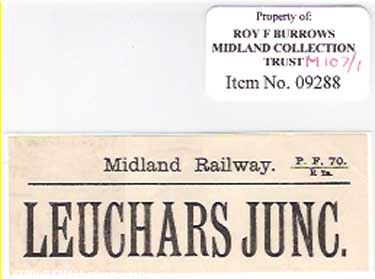 Property of:
ROY F BURROWS
MIDLAND COLLECTION
TRUST M107/1
Item No. 09288
Midland Railway. P. F. 70.
LEUCHARS JUNC.